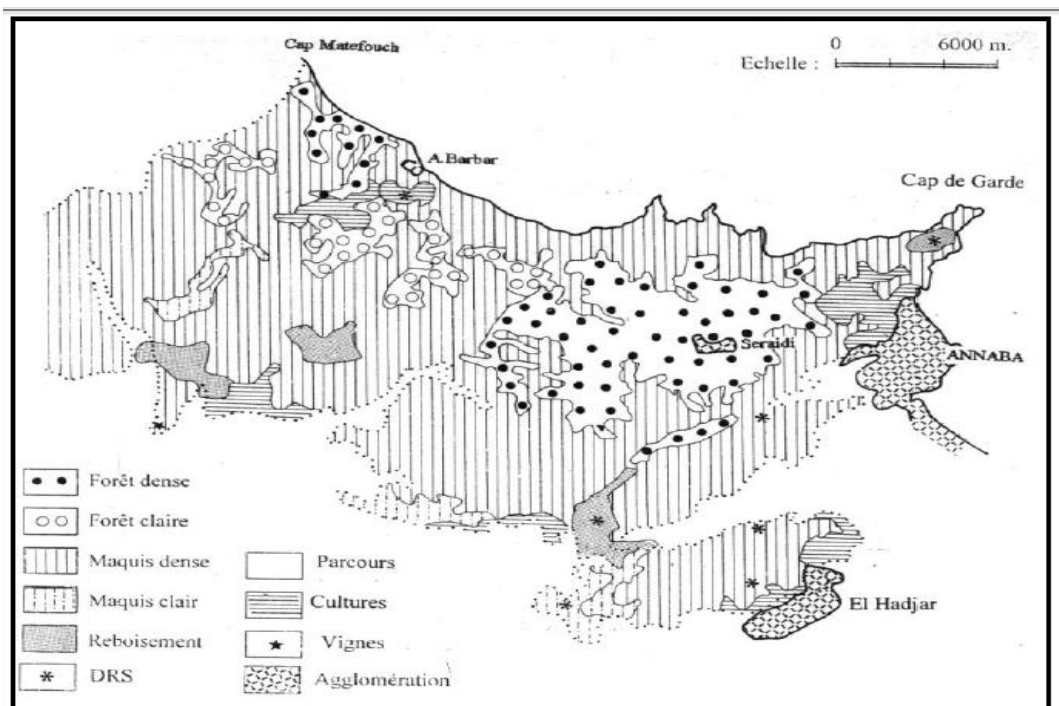 Cap Matefouch
0 6000 m.
Echelle :
A.Barbar
Cap de Garde
Seraidi
ANNABA
El Hadjar
Forêt dense
Forêt claire
Maquis dense
Maquis clair
Reboisement
DRS
Parcours
Cultures
Vignes
Agglomération